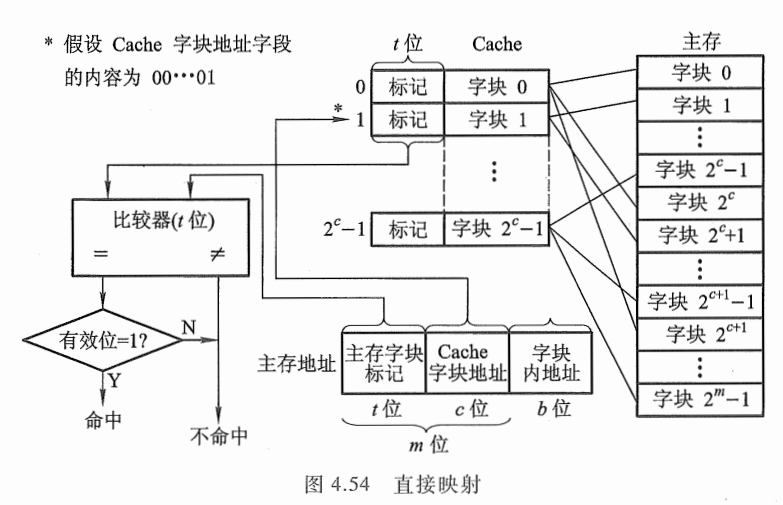 * 假设 Cache 字块地址字段
的内容为 00…01
t 位
Cache
主存
0
标记
字块 0
*
1
标记
字块 1
⋮
2^c−1
标记
字块 2^c−1
字块 0
字块 1
⋮
字块 2^c−1
字块 2^c
字块 2^c+1
⋮
字块 2^{c+1}−1
字块 2^{c+1}
⋮
字块 2^m−1
比较器(t 位)
=
≠
有效位=1?
N
Y
命中
不命中
主存地址
主存字块
标记
Cache
字块地址
字块
内地址
t 位
c 位
b 位
m 位
图 4.54 直接映射